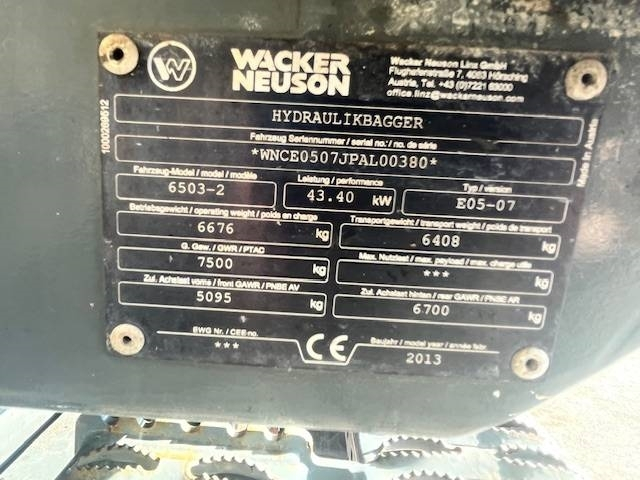 W
WACKER
NEUSON
Wacker Neuson Linz GmbH
Flughafenstraße 7, 4063 Hörsching
Austria, Tel. +43 (0)7221 63000
office.linz@wackerneuson.com
1000289512
HYDRAULIKBAGGER
Fahrzeug Seriennummer / serial no.: / no. de série
*WNCE0507JPAL00380*
Made in Austria
Fahrzeug-Model / model / modèle
6503-2
Leistung / performance
43.40 kW
Typ / version
E05-07
Betriebsgewicht / operating weight / poids en charge
6676 kg
Transportgewicht / transport weight / poids de transport
6408 kg
G. Gew. / GWR / PTAC
7500 kg
Max. Nutzlast / max. payload / max. charge utile
*** kg
Zul. Achslast vorne / front GAWR / PNBE AV
5095 kg
Zul. Achslast hinten / rear GAWR / PNBE AR
6700 kg
EWG Nr. / CEE-no.
***
CE
Baujahr / model year / année fabr.
2013